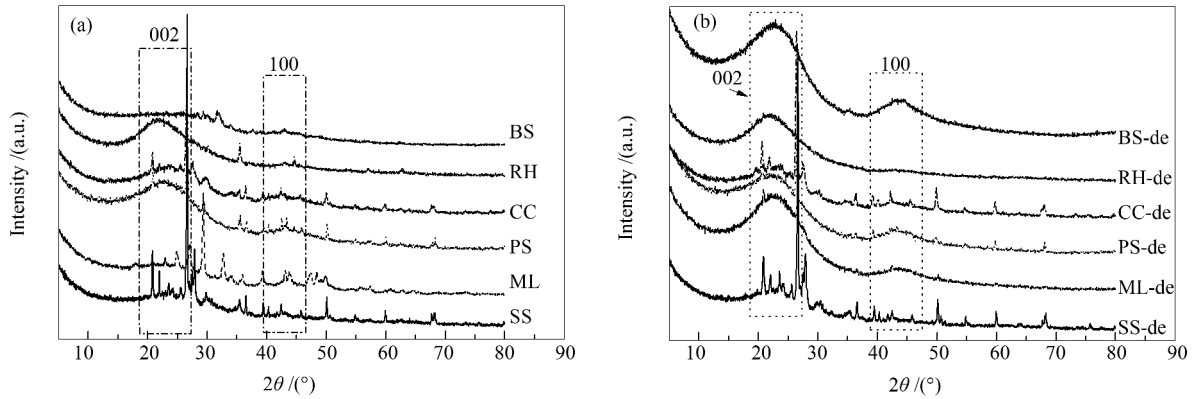 (a)
002
100
BS
RH
CC
PS
ML
SS
Intensity /(a.u.)
10 20 30 40 50 60 70 80 90
2θ /(°)
(b)
002
100
BS-de
RH-de
CC-de
PS-de
ML-de
SS-de
Intensity /(a.u.)
10 20 30 40 50 60 70 80 90
2θ /(°)